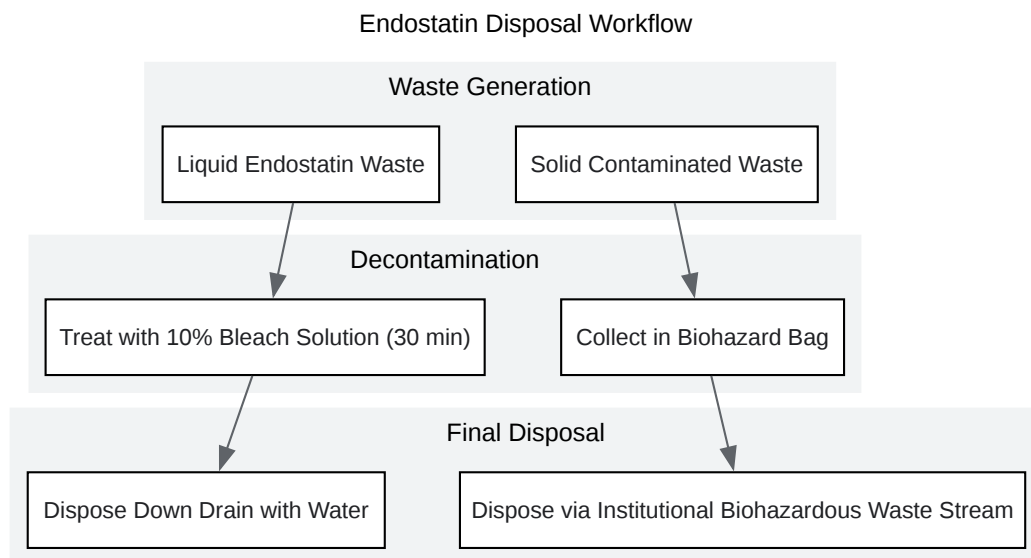 Endostatin Disposal Workflow
Waste Generation
Liquid Endostatin Waste
Solid Contaminated Waste
Decontamination
Treat with 10% Bleach Solution (30 min)
Collect in Biohazard Bag
Final Disposal
Dispose Down Drain with Water
Dispose via Institutional Biohazardous Waste Stream